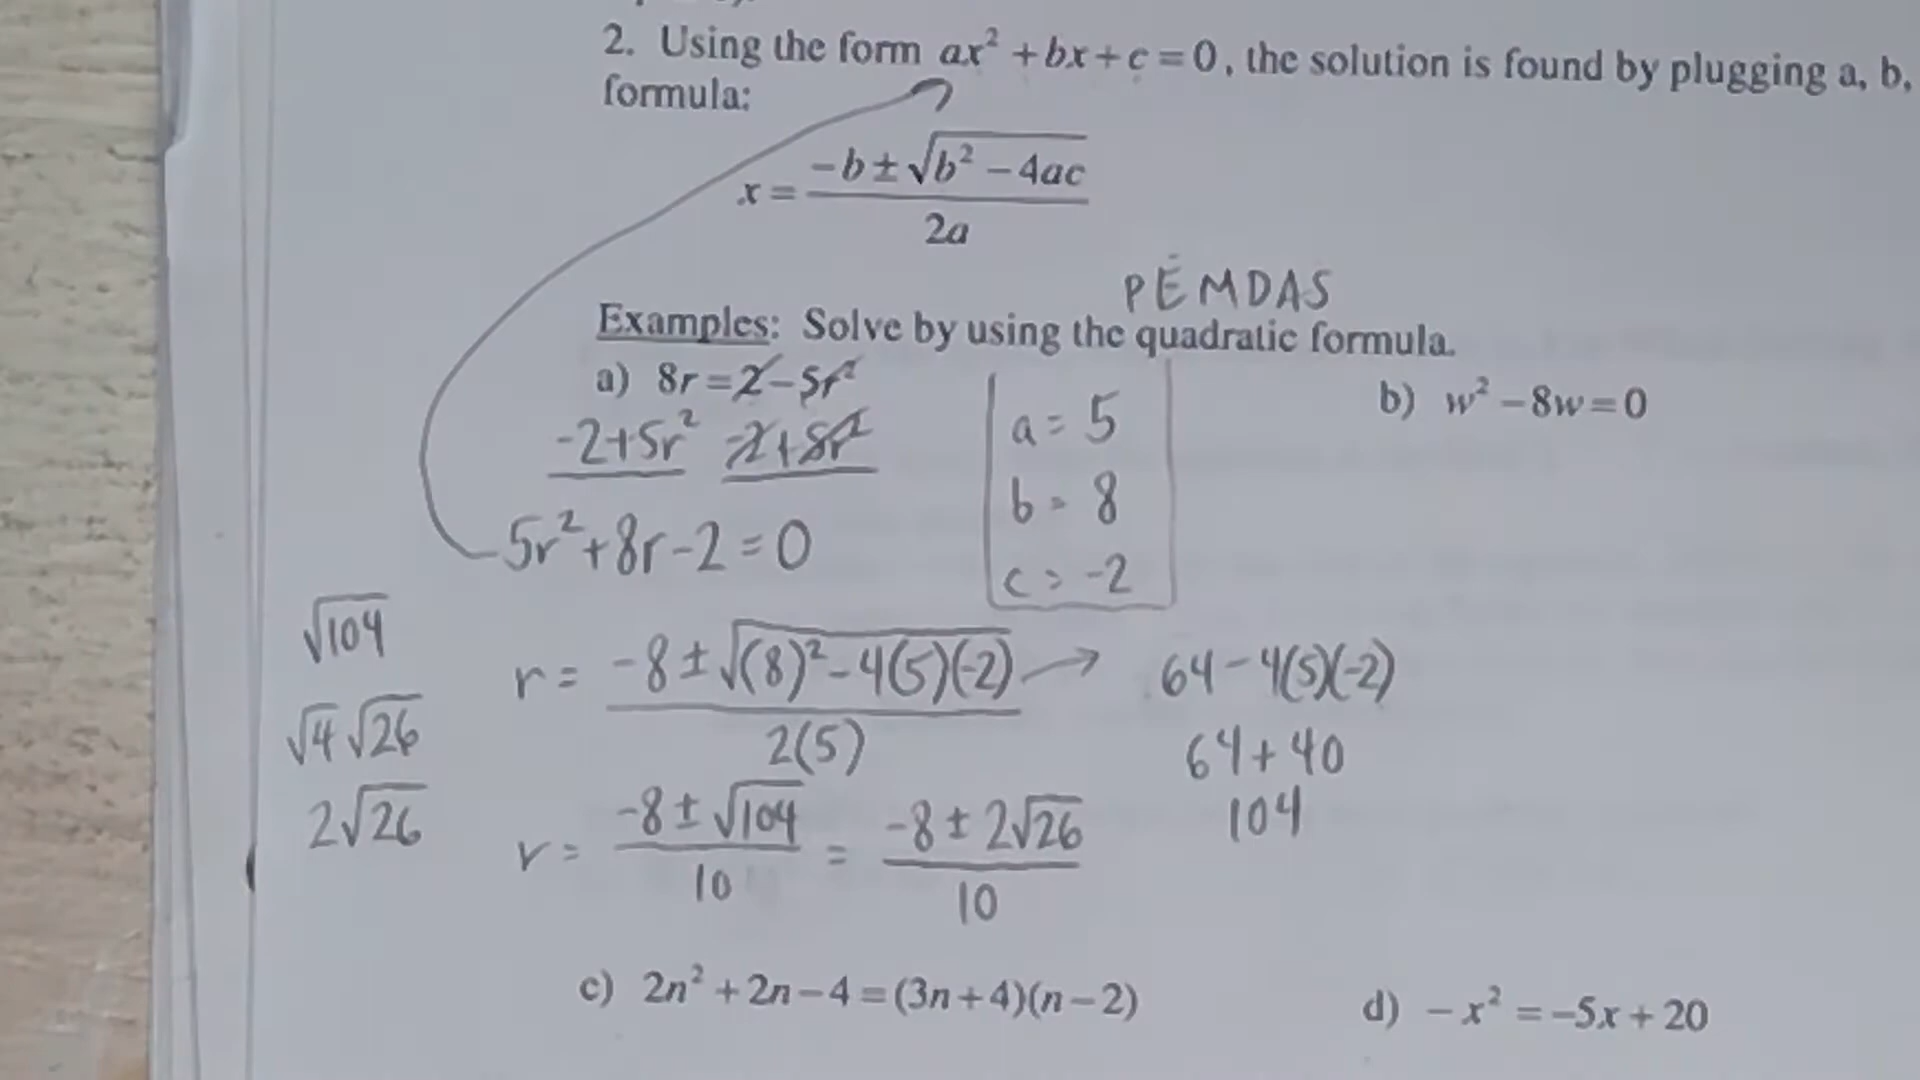 2. Using the form ax² + bx + c = 0, the solution is found by plugging a, b,
formula:
x = (-b ± √(b² - 4ac)) / 2a
PEMDAS
Examples: Solve by using the quadratic formula.
a) 8r = 2 - 5r²
-2+5r² -2+5r²
5r² + 8r - 2 = 0
a = 5
b = 8
c = -2
b) w² - 8w = 0
√104
√4 √26
2√26
r = (-8 ± √((8)² - 4(5)(-2))) / 2(5)
64 - 4(5)(-2)
64 + 40
104
r = (-8 ± √104) / 10 = (-8 ± 2√26) / 10
c) 2n² + 2n - 4 = (3n + 4)(n - 2)
d) -x² = -5x + 20